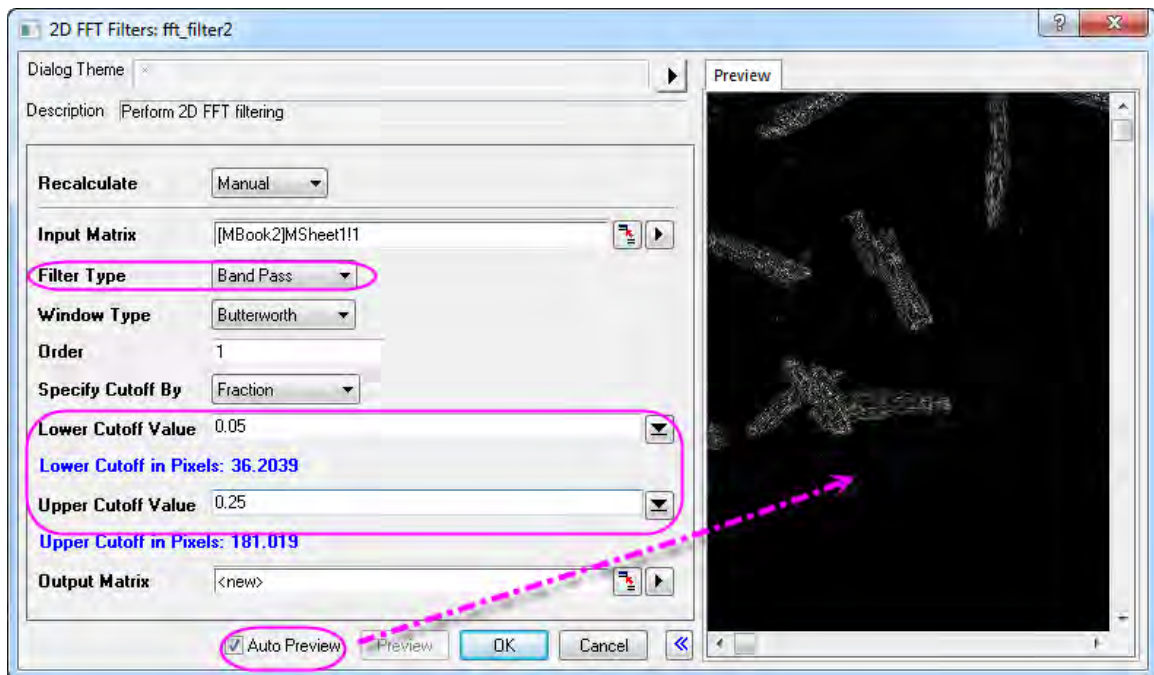 2D FFT Filters: fft_filter2
?
Dialog Theme *
Description Perform 2D FFT filtering
Recalculate Manual
Input Matrix [MBook2]MSheet1!1
Filter Type Band Pass
Window Type Butterworth
Order 1
Specify Cutoff By Fraction
Lower Cutoff Value 0.05
Lower Cutoff in Pixels: 36.2039
Upper Cutoff Value 0.25
Upper Cutoff in Pixels: 181.019
Output Matrix <new>
Auto Preview Preview OK Cancel
Preview